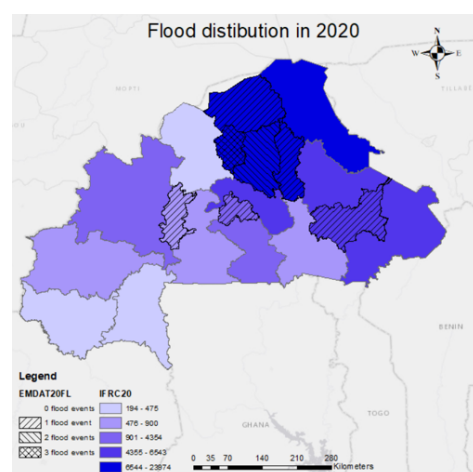 Flood distibution in 2020
N
W E
S
MOPTI
TILLABÉ
BENIN
TOGO
GHANA
Legend
EMDAT20FL IFRC20
0 flood events 194 - 475
1 flood event 476 - 900
2 flood events 901 - 4354
3 flood events 4355 - 6543
6544 - 23974
0 35 70 140 210 280
Kilometers